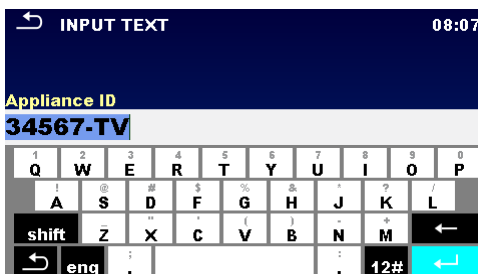 INPUT TEXT 08:07
Appliance ID
34567-TV
1 2 3 4 5 6 7 8 9 0
Q W E R T Y U I O P
! @ # $ % & * ? /
A S D F G H J K L
" ' ( ) - +
shift Z X C V B N M
; :
eng , . 12#